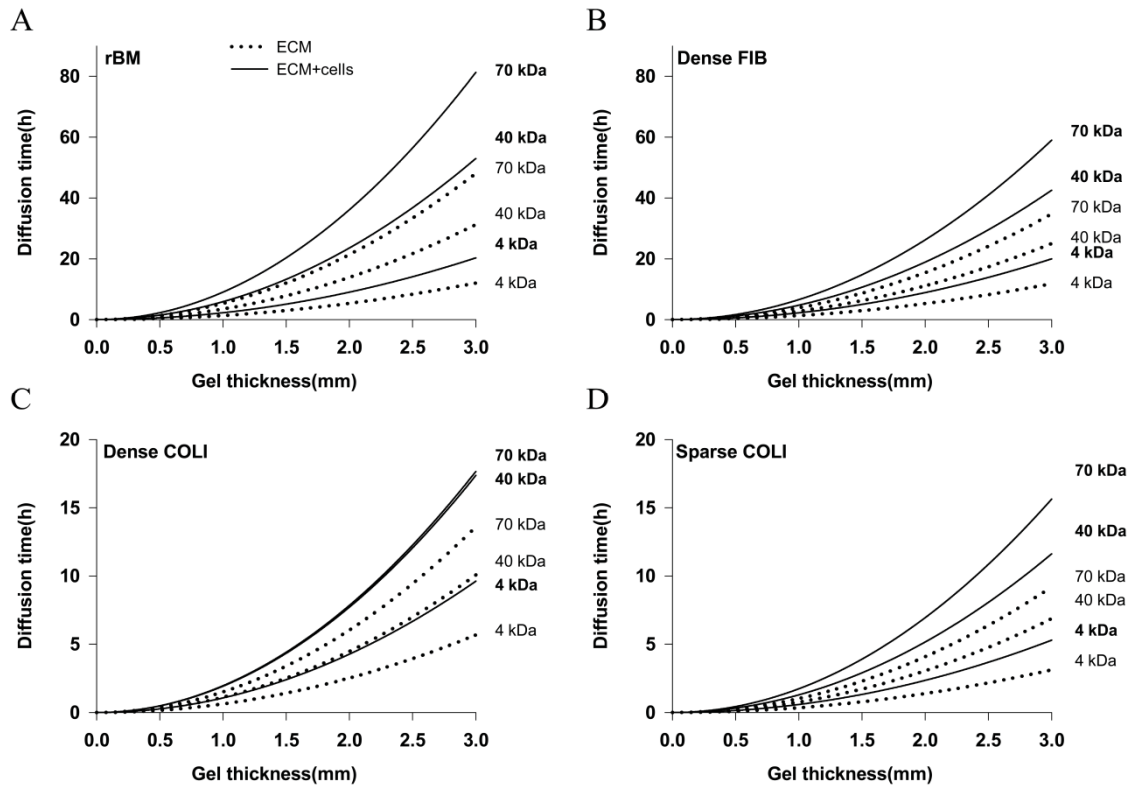 A
rBM
ECM
ECM+cells
Diffusion time(h)
80
60
40
20
0
0.0 0.5 1.0 1.5 2.0 2.5 3.0
Gel thickness(mm)
70 kDa
40 kDa
70 kDa
40 kDa
4 kDa
4 kDa
B
Dense FIB
Diffusion time(h)
80
60
40
20
0
0.0 0.5 1.0 1.5 2.0 2.5 3.0
Gel thickness(mm)
70 kDa
40 kDa
70 kDa
40 kDa
4 kDa
4 kDa
C
Dense COLI
Diffusion time(h)
20
15
10
5
0
0.0 0.5 1.0 1.5 2.0 2.5 3.0
Gel thickness(mm)
70 kDa
40 kDa
70 kDa
40 kDa
4 kDa
4 kDa
D
Sparse COLI
Diffusion time(h)
20
15
10
5
0
0.0 0.5 1.0 1.5 2.0 2.5 3.0
Gel thickness(mm)
70 kDa
40 kDa
70 kDa
40 kDa
4 kDa
4 kDa